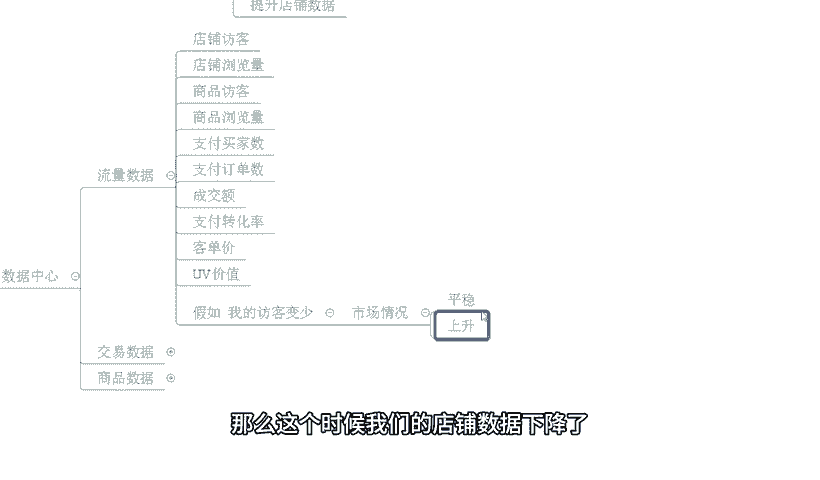 提升店铺数据
店铺访客
店铺浏览量
商品访客
商品浏览量
支付买家数
流量数据
支付订单数
成交额
支付转化率
客单价
数据中心
UV价值
假如 我的访客变少
市场情况
平稳
上升
交易数据
商品数据
那么这个时候我们的店铺数据下降了